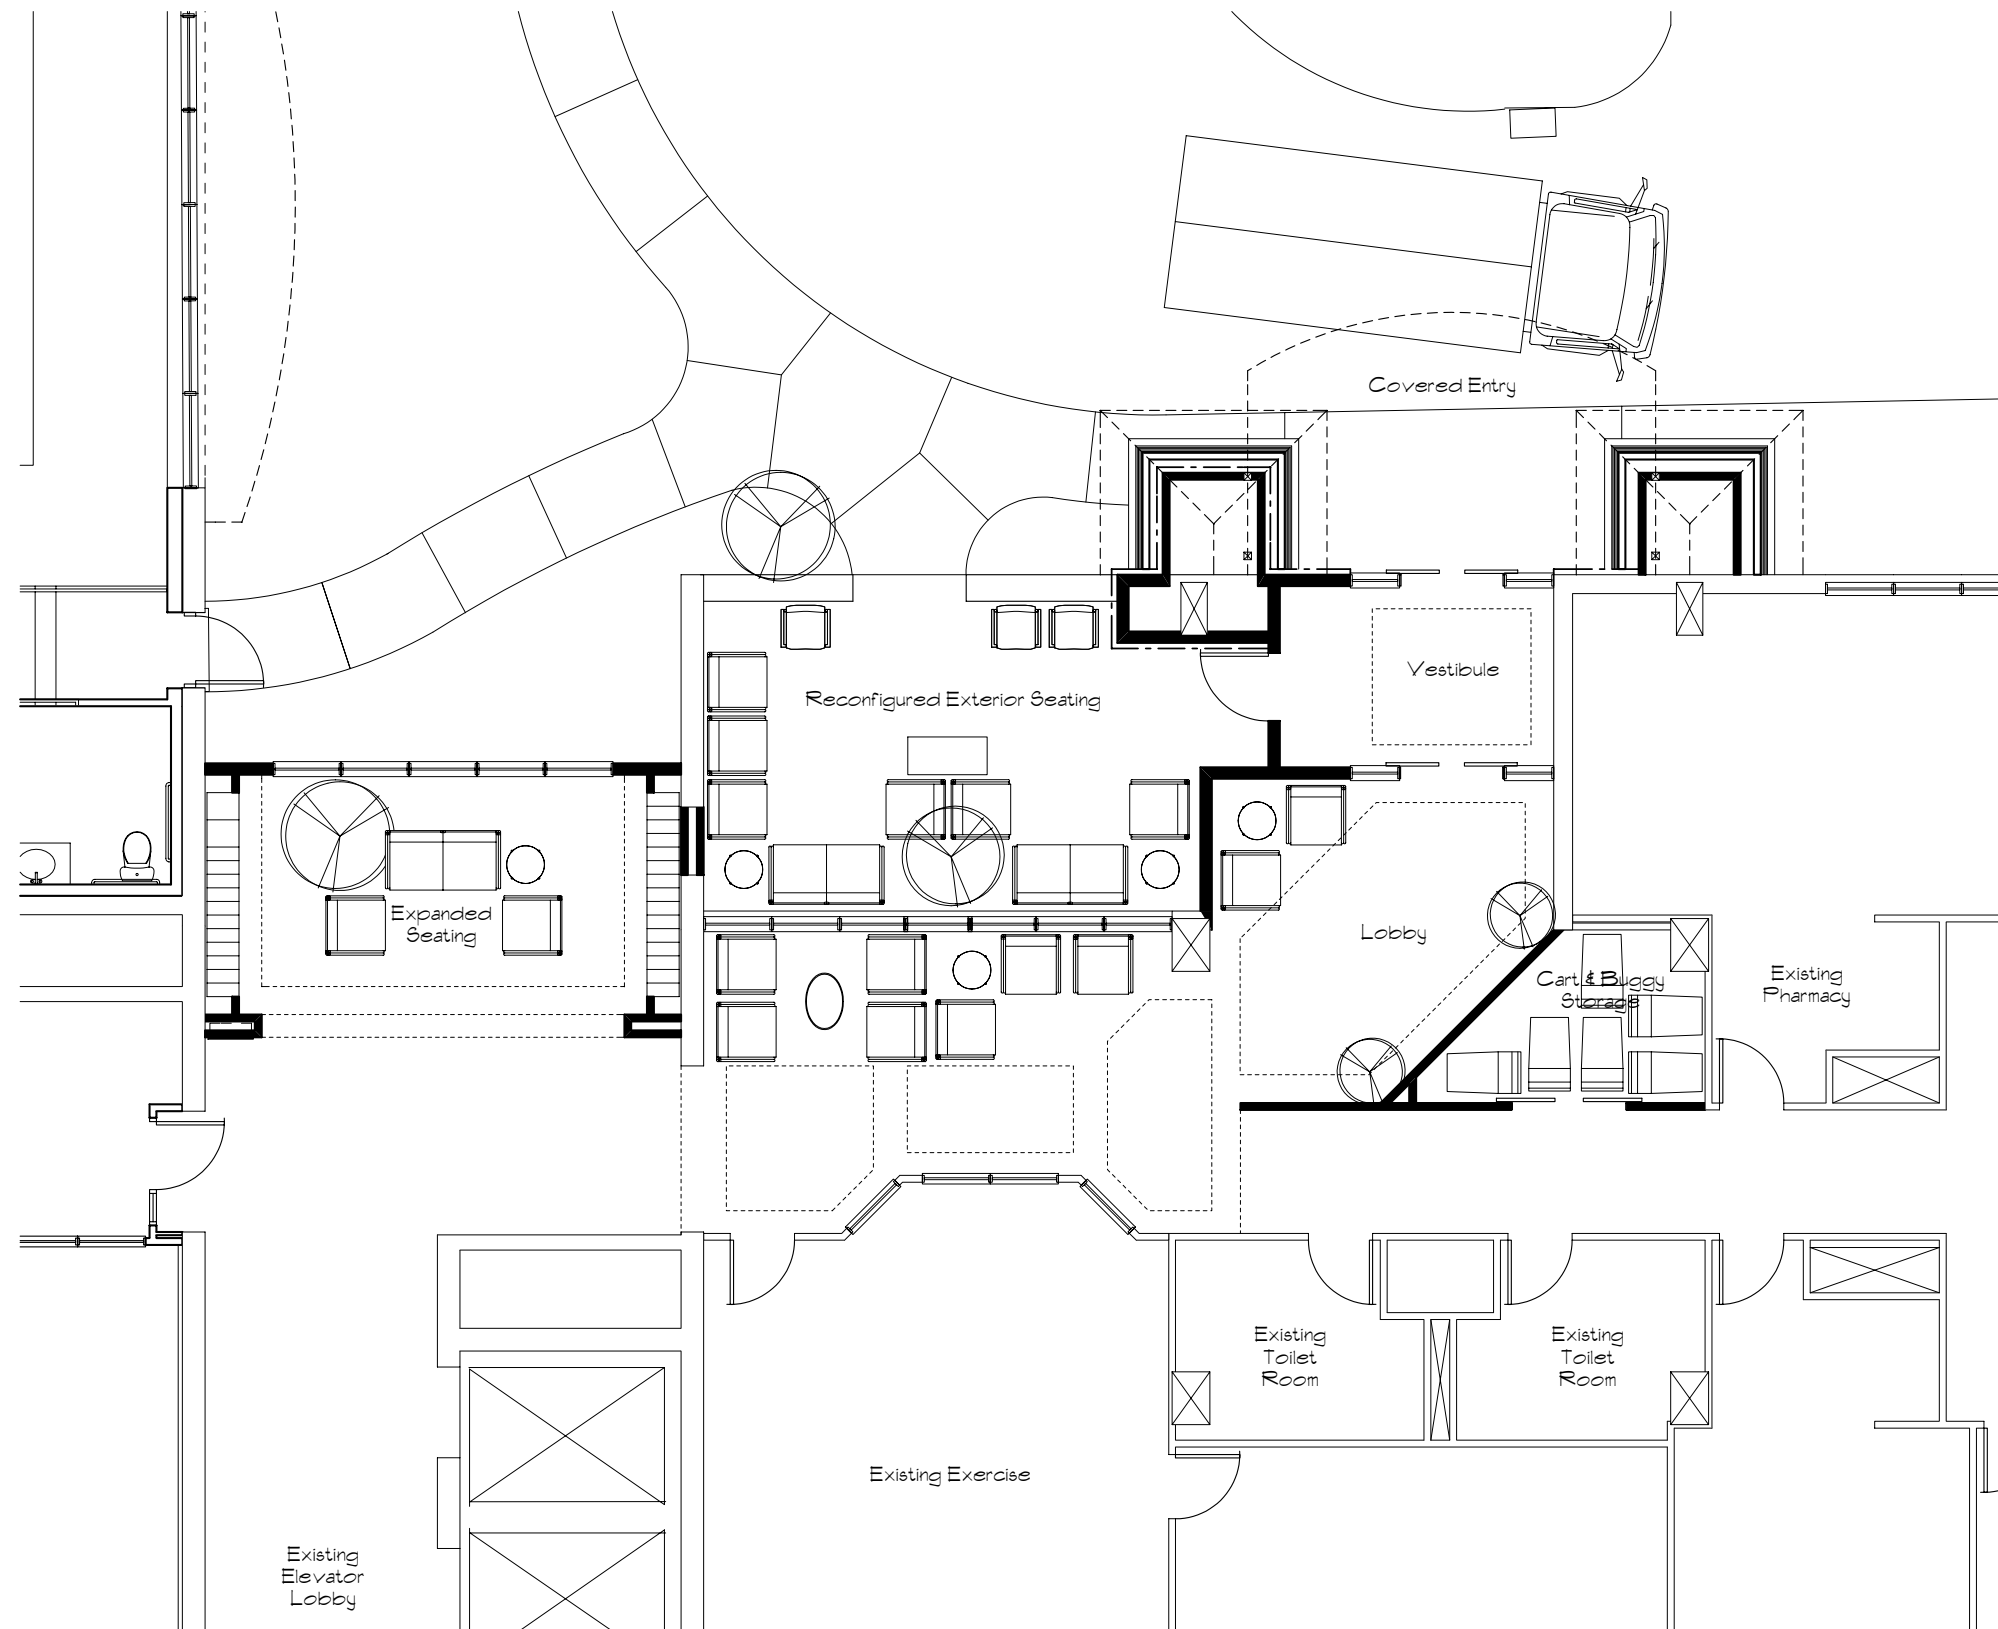 Covered Entry
Vestibule
Reconfigured Exterior Seating
Expanded
Seating
Lobby
Cart & Buggy
Storage
Existing
Pharmacy
Existing
Toilet
Room
Existing
Toilet
Room
Existing Exercise
Existing
Elevator
Lobby